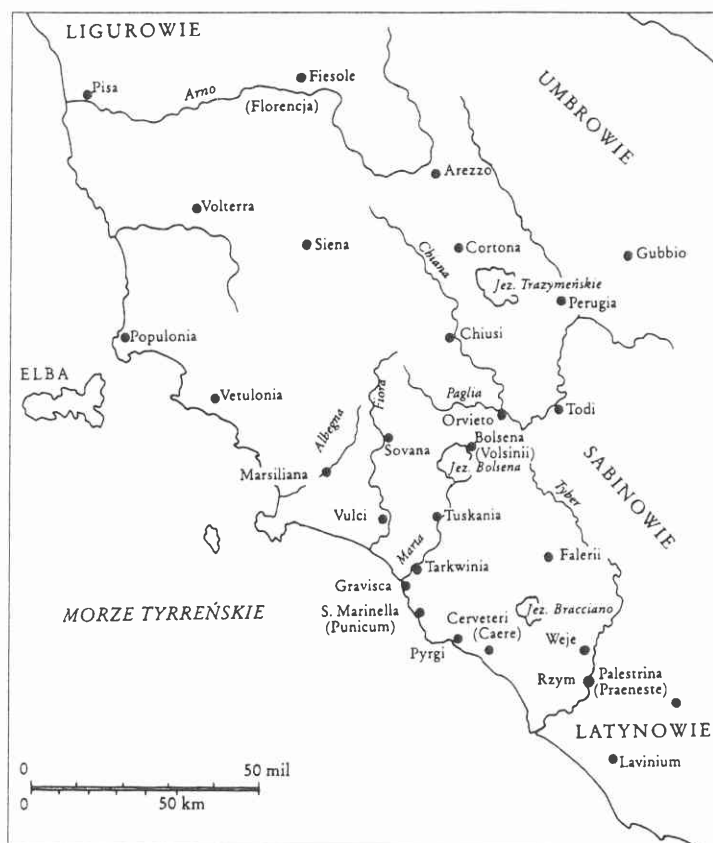 LIGUROWIE
Pisa
Arno
Fiesole
(Florencja)
UMBROWIE
Arezzo
Volterra
Siena
Chiana
Cortona
Gubbio
Jez. Trazymeńskie
Perugia
Populonia
Chiusi
ELBA
Vetulonia
Fiora
Paglia
Orvieto
Todi
Albegna
Sovana
Bolsena
(Volsinii)
Jez. Bolsena
SABINOWIE
Marsiliana
Tyber
Vulci
Tuskania
Marta
Falerii
Tarkwinia
Gravisca
MORZE TYRREŃSKIE
S. Marinella
(Punicum)
Jez. Bracciano
Cerveteri
(Caere)
Weje
Pyrgi
Rzym
Palestrina
(Praeneste)
LATYNOWIE
Lavinium
0 50 mil
0 50 km